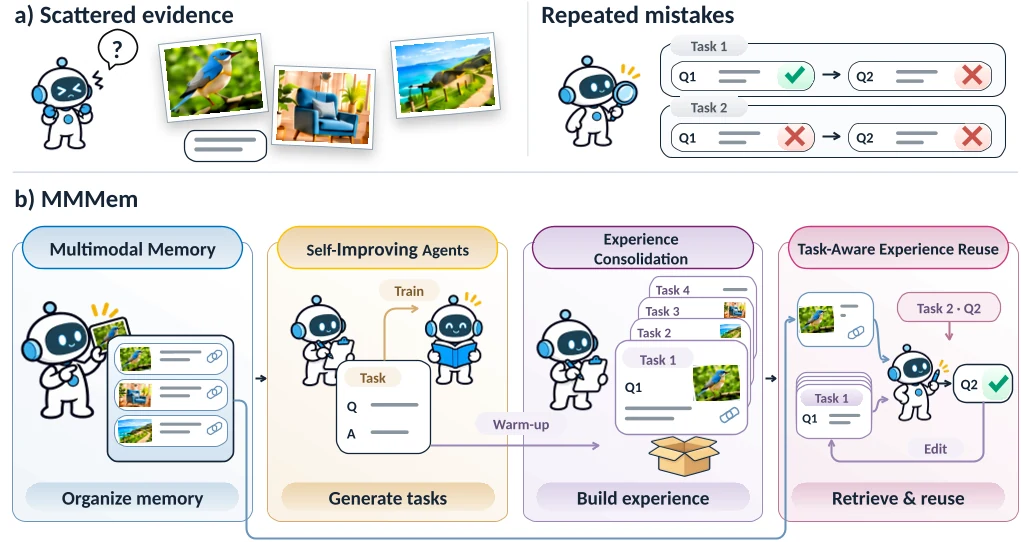 a) Scattered evidence
?
Repeated mistakes
Task 1
Q1
Q2
Task 2
Q1
Q2
b) MMMem
Multimodal Memory
Organize memory
Self-Improving Agents
Train
Task
Q
A
Generate tasks
Warm-up
Experience
Consolidation
Task 4
Task 3
Task 2
Task 1
Q1
Build experience
Task-Aware Experience Reuse
Task 2 · Q2
Task 1
Q1
Q2
Edit
Retrieve & reuse